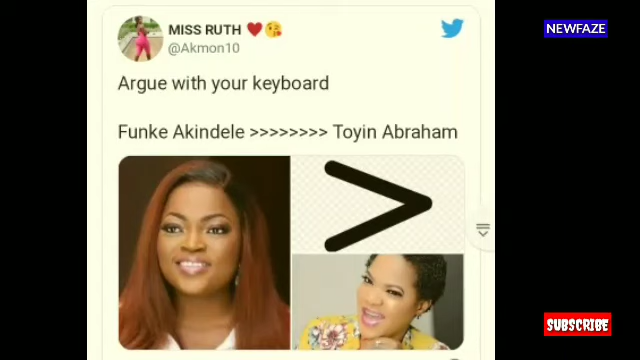 MISS RUTH ❤️😘
@Akmon10
NEWFAZE
Argue with your keyboard
Funke Akindele >>>>>>>> Toyin Abraham
>
SUBSCRIBE